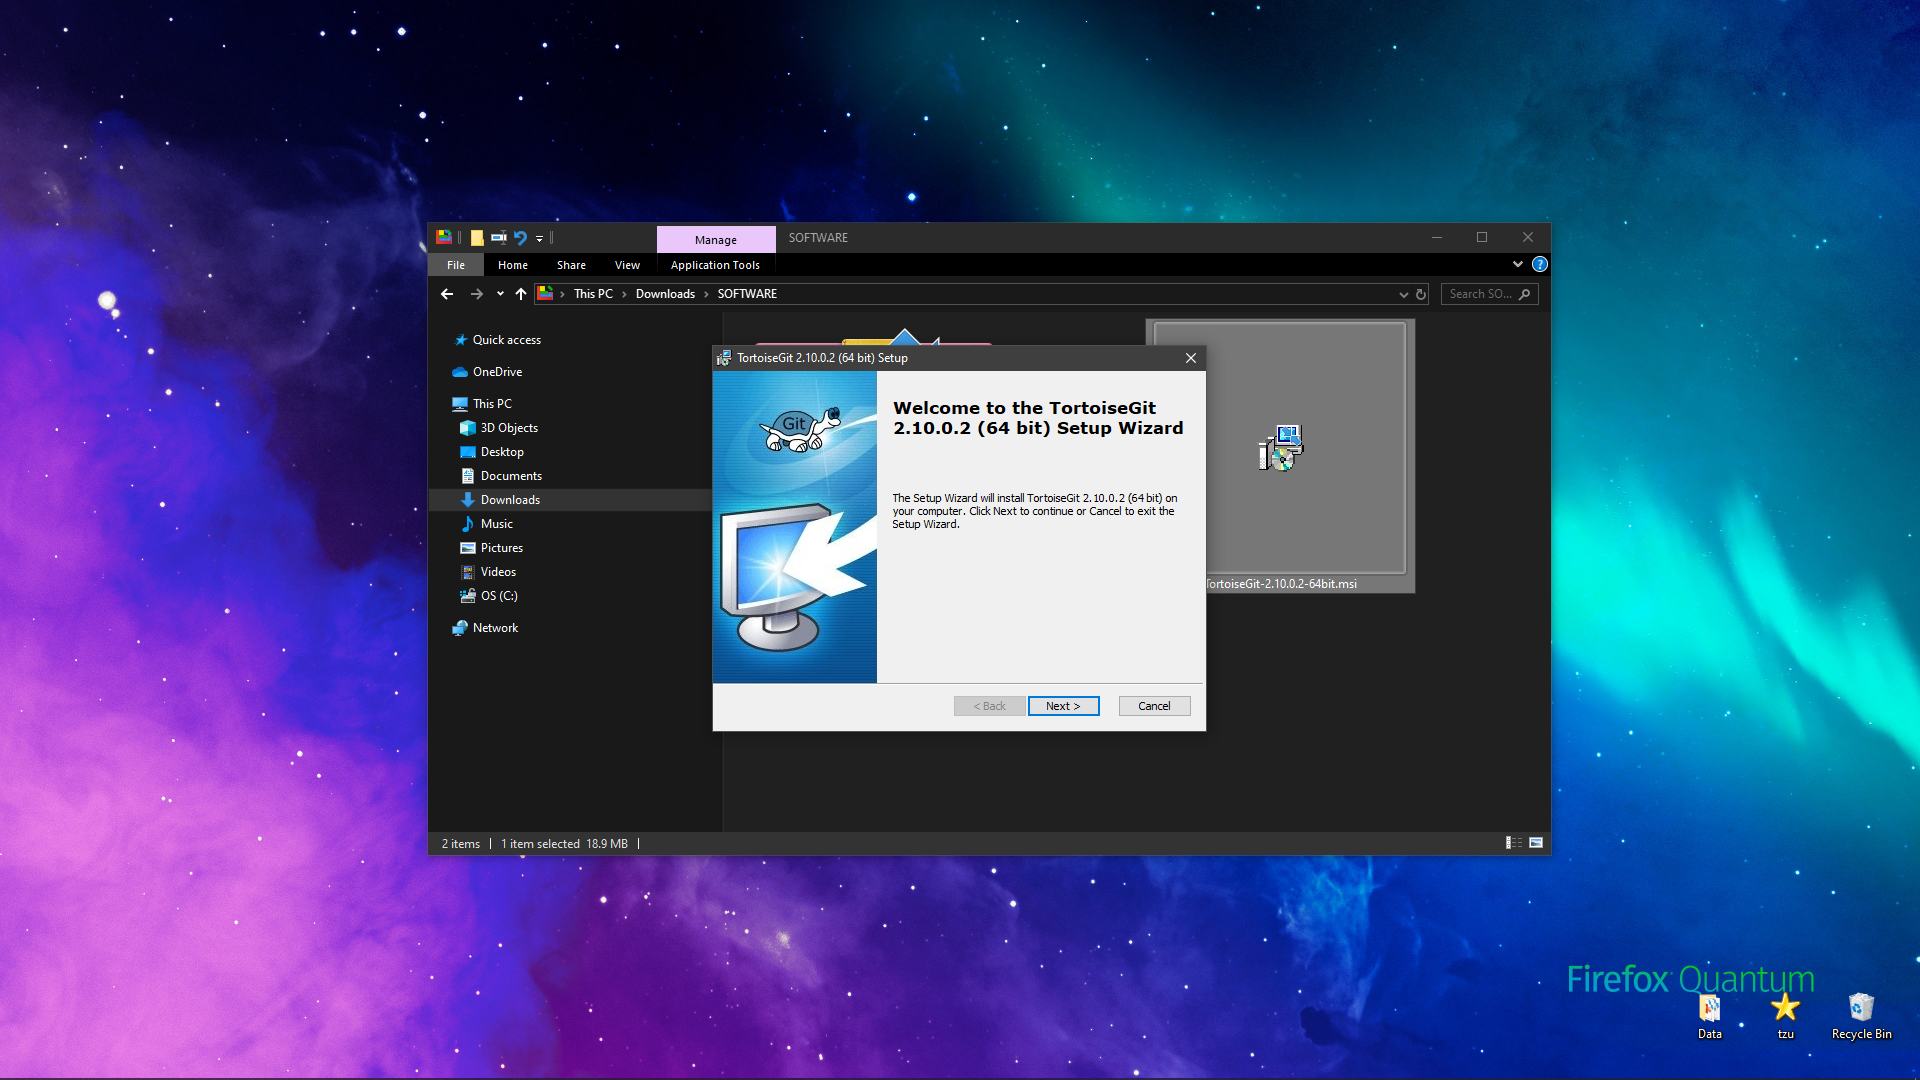 Manage
SOFTWARE
File
Home
Share
View
Application Tools
This PC
Downloads
SOFTWARE
Search SO...
Quick access
OneDrive
This PC
3D Objects
Desktop
Documents
Downloads
Music
Pictures
Videos
OS (C:)
Network
TortoiseGit 2.10.0.2 (64 bit) Setup
Git
Welcome to the TortoiseGit
2.10.0.2 (64 bit) Setup Wizard
The Setup Wizard will install TortoiseGit 2.10.0.2 (64 bit) on
your computer. Click Next to continue or Cancel to exit the
Setup Wizard.
< Back
Next >
Cancel
TortoiseGit-2.10.0.2-64bit.msi
2 items
1 item selected 18.9 MB
Firefox Quantum
Data
tzu
Recycle Bin